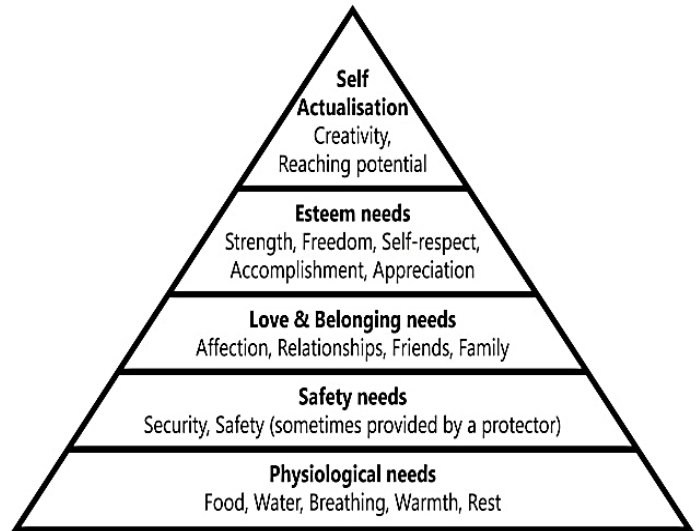 Self
Actualisation
Creativity,
Reaching potential
Esteem needs
Strength, Freedom, Self-respect,
Accomplishment, Appreciation
Love & Belonging needs
Affection, Relationships, Friends, Family
Safety needs
Security, Safety (sometimes provided by a protector)
Physiological needs
Food, Water, Breathing, Warmth, Rest